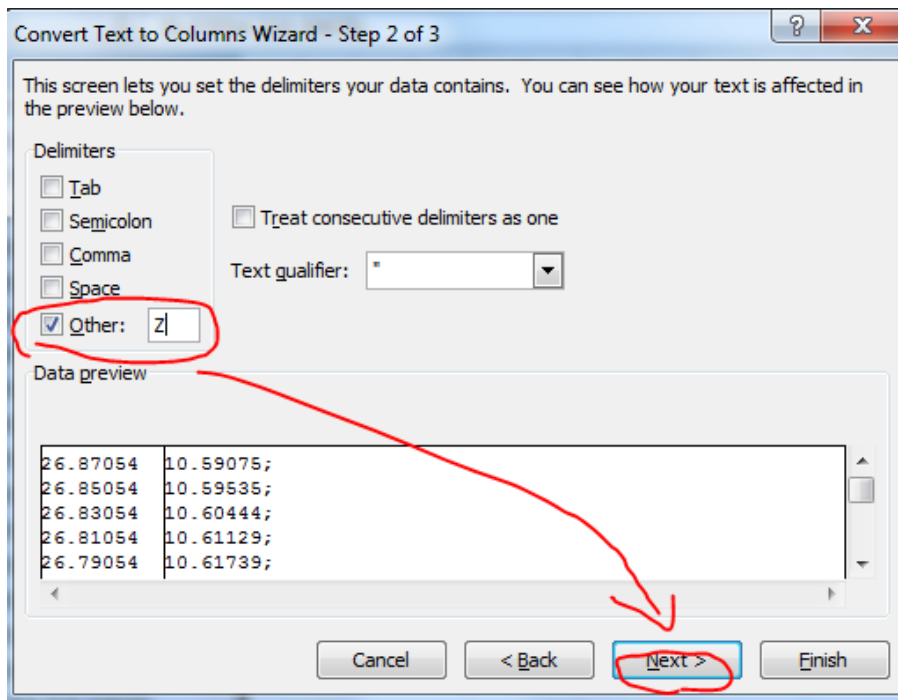 Convert Text to Columns Wizard - Step 2 of 3
This screen lets you set the delimiters your data contains.  You can see how your text is affected in
the preview below.
Delimiters
Tab
Semicolon
Comma
Space
Other: Z
Treat consecutive delimiters as one
Text qualifier: "
Data preview
26.87054 10.59075;
26.85054 10.59535;
26.83054 10.60444;
26.81054 10.61129;
26.79054 10.61739;
Cancel < Back Next > Finish